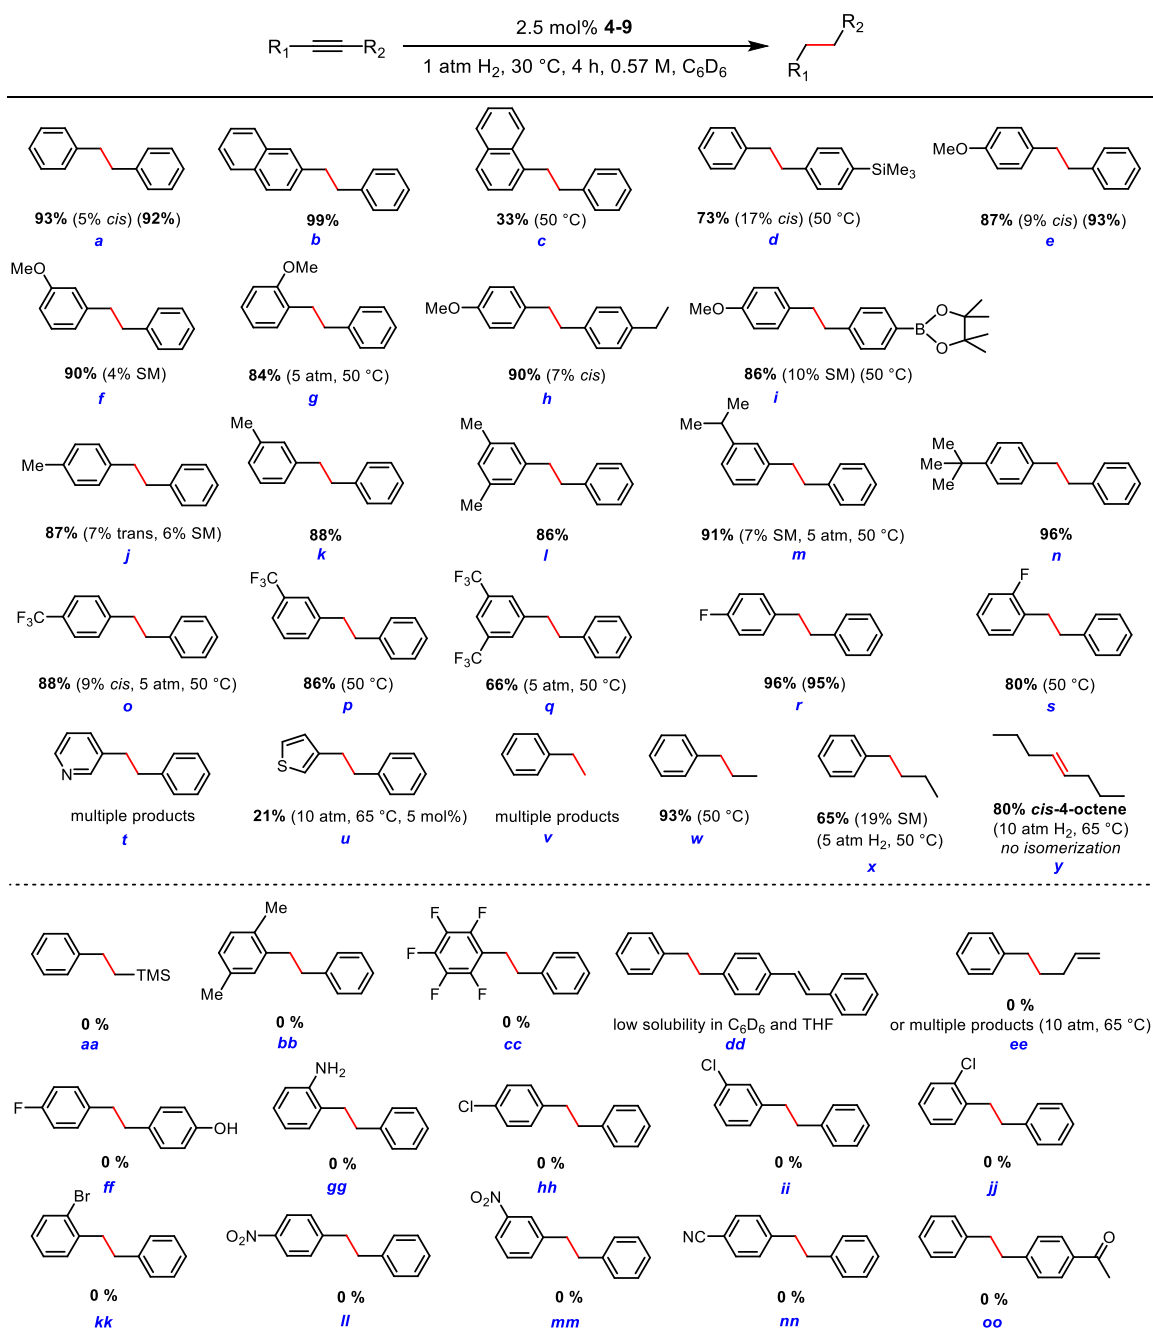 2.5 mol% 4-9
R1 R2
1 atm H2, 30 °C, 4 h, 0.57 M, C6D6
R2
R1
93% (5% cis) (92%)
a
99%
b
33% (50 °C)
c
SiMe3
73% (17% cis) (50 °C)
d
MeO
87% (9% cis) (93%)
e
MeO
90% (4% SM)
f
OMe
84% (5 atm, 50 °C)
g
MeO
90% (7% cis)
h
MeO
B
O
O
86% (10% SM) (50 °C)
i
Me
87% (7% trans, 6% SM)
j
Me
88%
k
Me
Me
86%
l
Me
Me
91% (7% SM, 5 atm, 50 °C)
m
Me
Me
Me
96%
n
F3C
88% (9% cis, 5 atm, 50 °C)
o
F3C
86% (50 °C)
p
F3C
F3C
66% (5 atm, 50 °C)
q
F
96% (95%)
r
F
80% (50 °C)
s
N
multiple products
t
S
21% (10 atm, 65 °C, 5 mol%)
u
multiple products
v
93% (50 °C)
w
65% (19% SM)
(5 atm H2, 50 °C)
x
80% cis-4-octene
(10 atm H2, 65 °C)
no isomerization
y
TMS
0 %
aa
Me
Me
0 %
bb
F F
F
F F
0 %
cc
low solubility in C6D6 and THF
dd
0 %
or multiple products (10 atm, 65 °C)
ee
F
OH
0 %
ff
NH2
0 %
gg
Cl
0 %
hh
Cl
0 %
ii
Cl
0 %
jj
Br
0 %
kk
O2N
0 %
ll
O2N
0 %
mm
NC
0 %
nn
O
0 %
oo